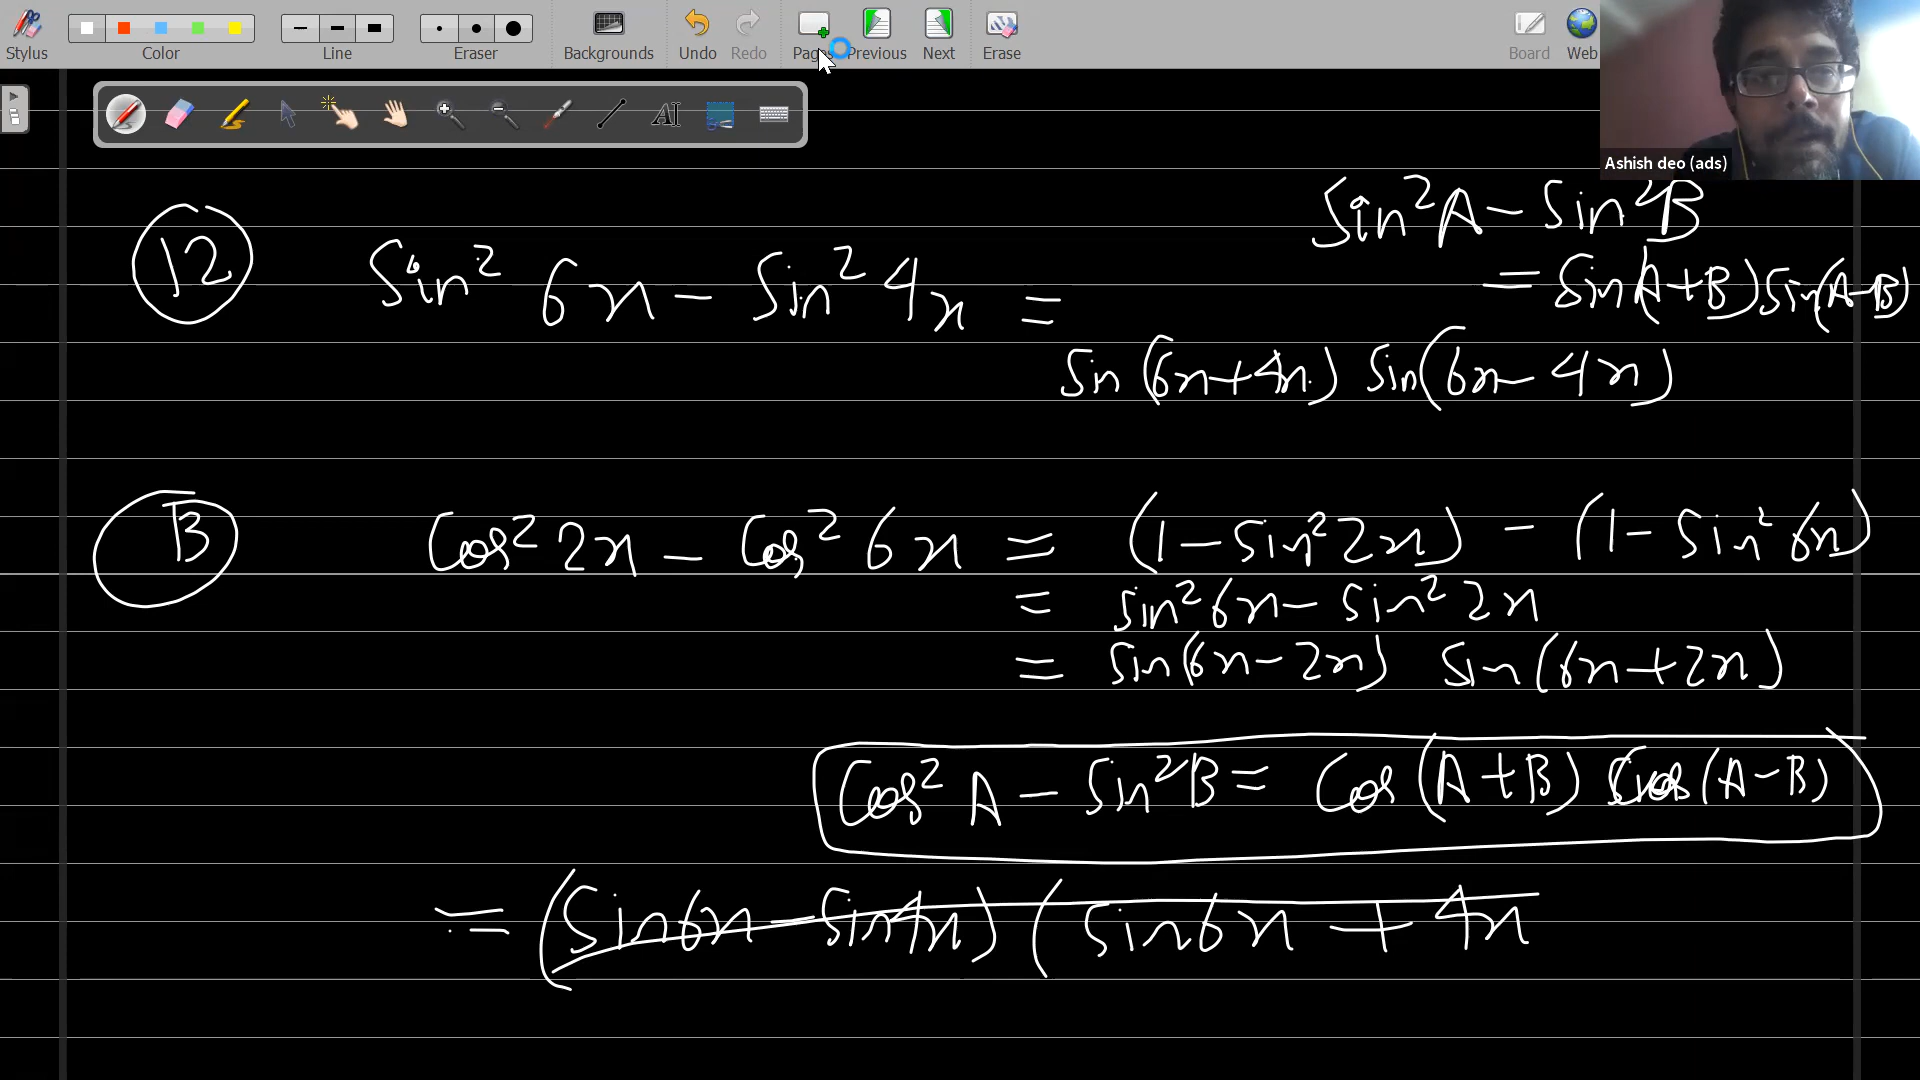 Stylus Color Line Eraser Backgrounds Undo Redo Pages Previous Next Erase Board Web
AI
Ashish deo (ads)
Sin²A - Sin²B
= Sin(A+B) Sin(A-B)
12 Sin² 6x - Sin² 4x =
Sin (6x+4x) Sin(6x-4x)
13 Cos² 2x - Cos² 6x = (1 - Sin² 2x) - (1 - Sin² 6x)
= Sin² 6x - Sin² 2x
= Sin(6x-2x) Sin(6x+2x)
Cos² A - Sin² B = Cos (A+B) Cos (A-B)
= (Sin6x - Sin4x) (Sin6x + 4x